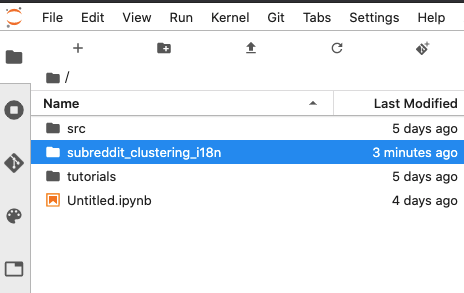 File Edit View Run Kernel Git Tabs Settings Help
/
Name Last Modified
src 5 days ago
subreddit_clustering_i18n 3 minutes ago
tutorials 5 days ago
Untitled.ipynb 4 days ago